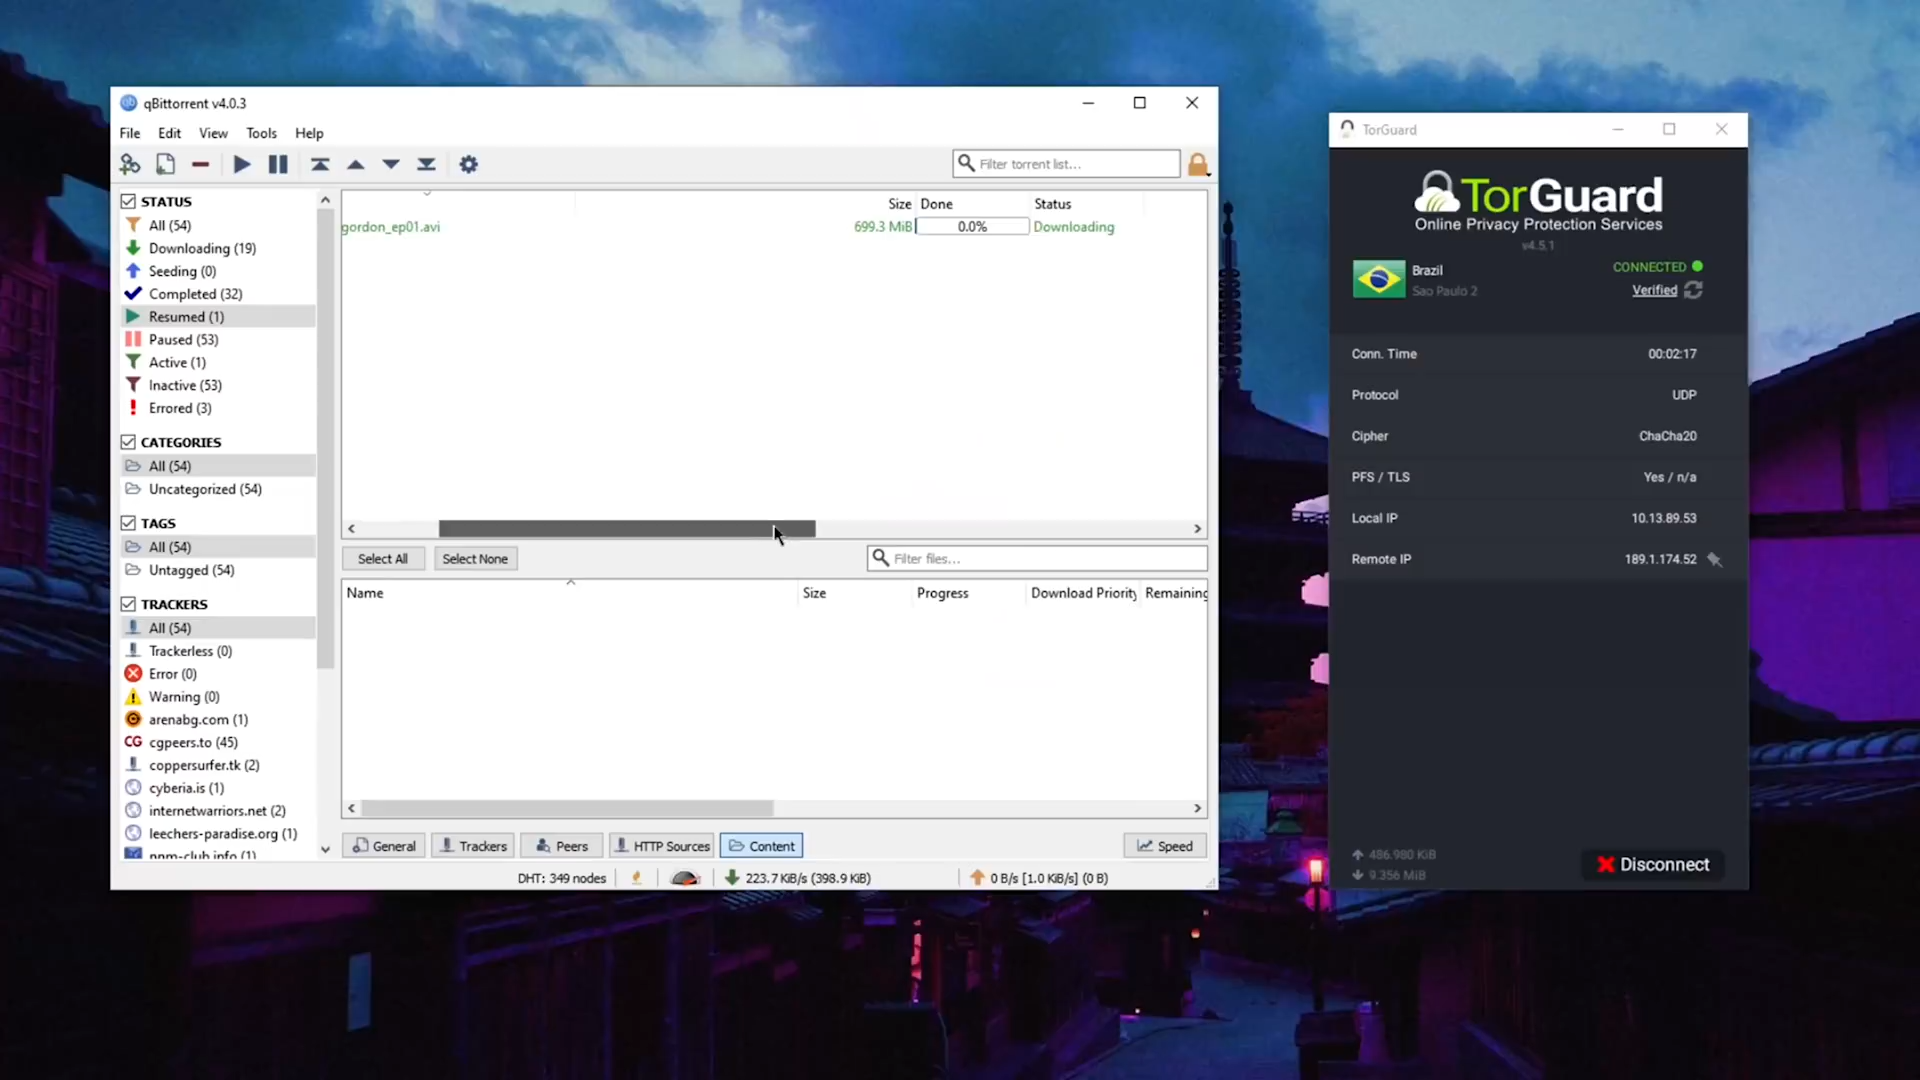 qBittorrent v4.0.3
File Edit View Tools Help
Filter torrent list...
STATUS
All (54)
Downloading (19)
Seeding (0)
Completed (32)
Resumed (1)
Paused (53)
Active (1)
Inactive (53)
Errored (3)
CATEGORIES
All (54)
Uncategorized (54)
TAGS
All (54)
Untagged (54)
TRACKERS
All (54)
Trackerless (0)
Error (0)
Warning (0)
arenabg.com (1)
CG cgpeers.to (45)
coppersurfer.tk (2)
cyberia.is (1)
internetwarriors.net (2)
leechers-paradise.org (1)
nnm-club.info (1)
Size Done Status
gordon_ep01.avi 699.3 MiB 0.0% Downloading
Select All Select None Filter files...
Name Size Progress Download Priority Remaining
General Trackers Peers HTTP Sources Content Speed
DHT: 349 nodes 223.7 KiB/s (398.9 KiB) 0 B/s [1.0 KiB/s] (0 B)
TorGuard
TorGuard
Online Privacy Protection Services
v4.5.1
Brazil CONNECTED
Sao Paulo 2 Verified
Conn. Time 00:02:17
Protocol UDP
Cipher ChaCha20
PFS / TLS Yes / n/a
Local IP 10.13.89.53
Remote IP 189.1.174.52
486.980 KiB
9.356 MiB
Disconnect